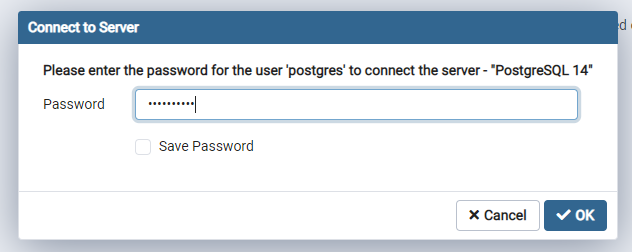 Connect to Server
Please enter the password for the user 'postgres' to connect the server - "PostgreSQL 14"
Password
••••••••••
Save Password
Cancel
OK